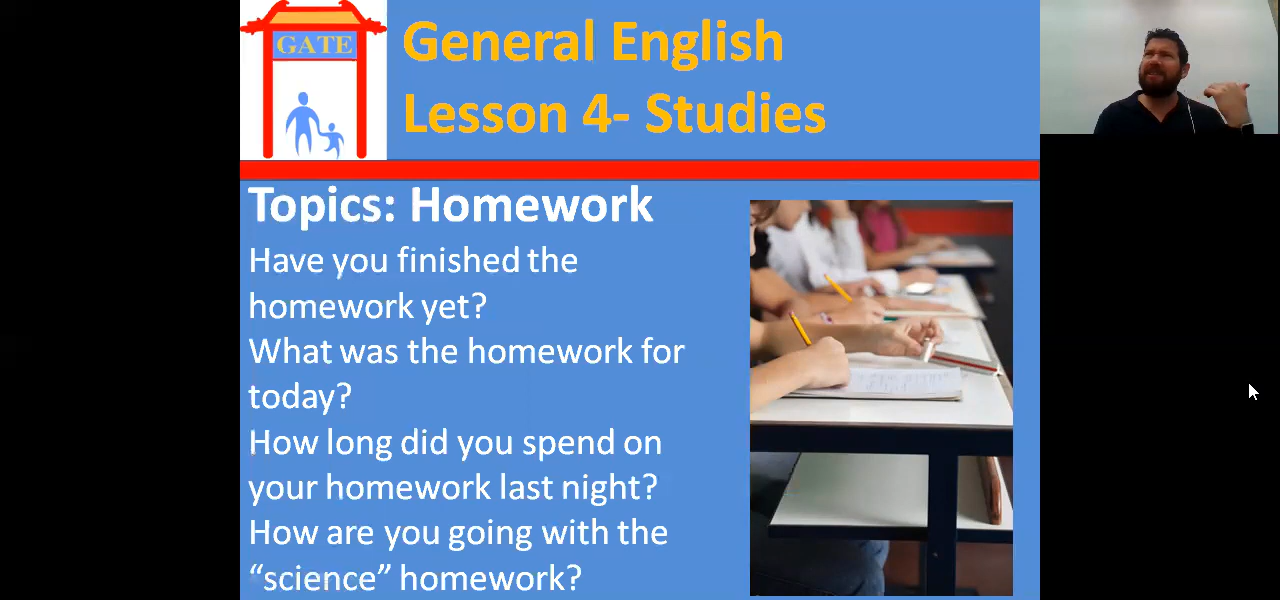 GATE
General English
Lesson 4- Studies
Topics: Homework
Have you finished the
homework yet?
What was the homework for
today?
How long did you spend on
your homework last night?
How are you going with the
“science” homework?